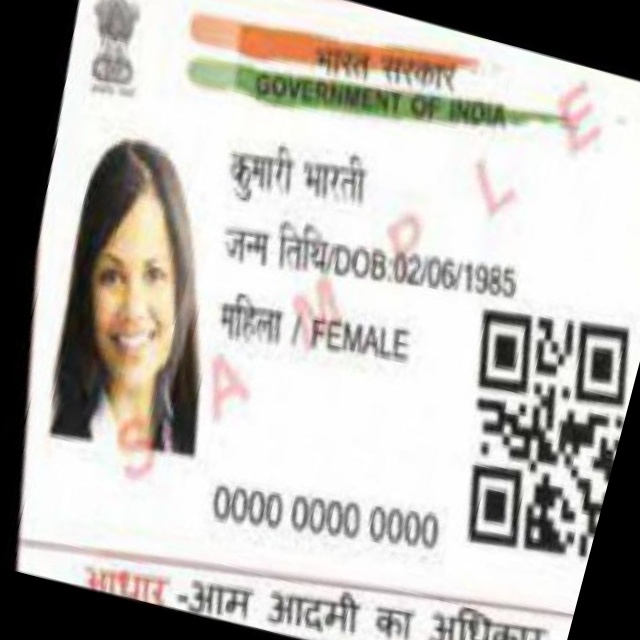 भारत सरकार
GOVERNMENT OF INDIA
कुमारी भारती
जन्म तिथि/DOB:02/06/1985
महिला / FEMALE
SAMPLE
0000 0000 0000
आधार -आम आदमी का अधिकार